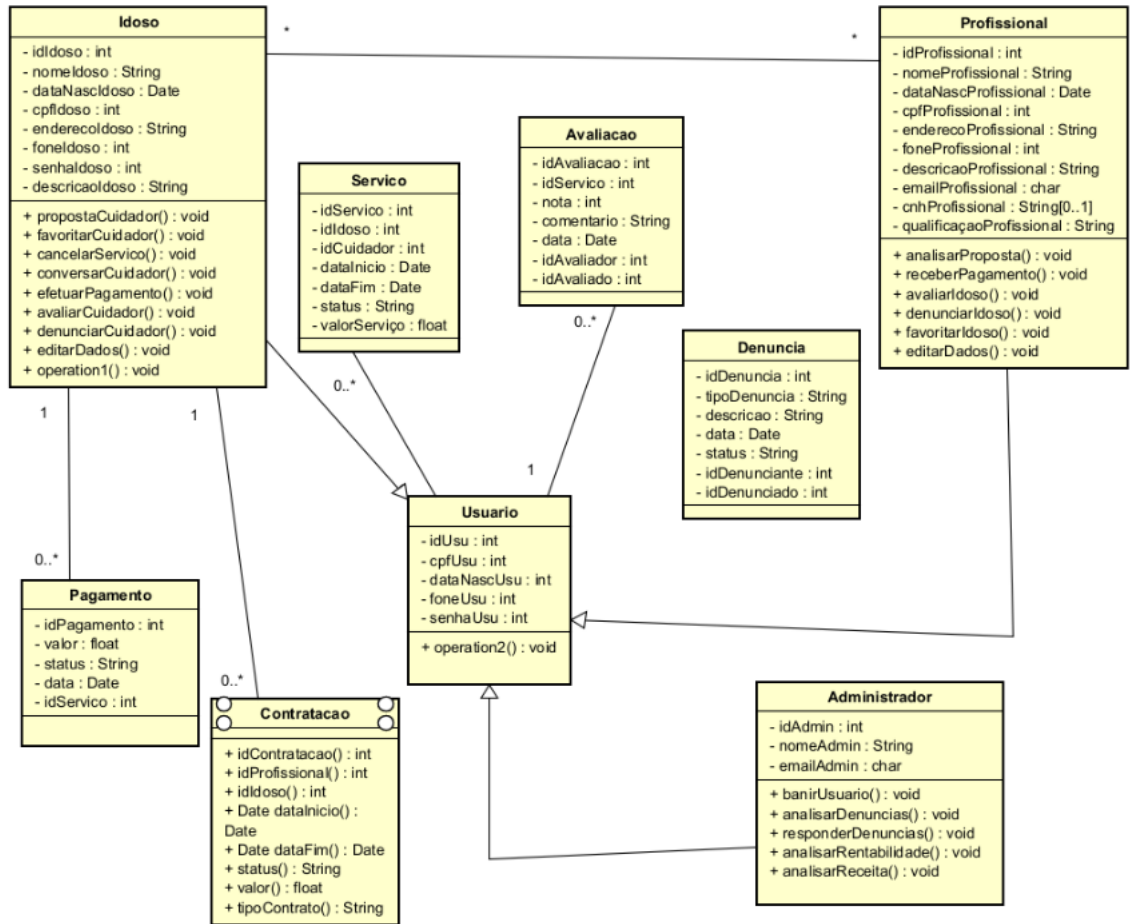 Idoso
- idIdoso : int
- nomeIdoso : String
- dataNascIdoso : Date
- cpfIdoso : int
- enderecoIdoso : String
- foneIdoso : int
- senhaIdoso : int
- descricaoIdoso : String
+ propostaCuidador() : void
+ favoritarCuidador() : void
+ cancelarServico() : void
+ conversarCuidador() : void
+ efetuarPagamento() : void
+ avaliarCuidador() : void
+ denunciarCuidador() : void
+ editarDados() : void
+ operation1() : void
*
*
Profissional
- idProfissional : int
- nomeProfissional : String
- dataNascProfissional : Date
- cpfProfissional : int
- enderecoProfissional : String
- foneProfissional : int
- descricaoProfissional : String
- emailProfissional : char
- cnhProfissional : String[0..1]
- qualificaçaoProfissional : String
+ analisarProposta() : void
+ receberPagamento() : void
+ avaliarIdoso() : void
+ denunciarIdoso() : void
+ favoritarIdoso() : void
+ editarDados() : void
Avaliacao
- idAvaliacao : int
- idServico : int
- nota : int
- comentario : String
- data : Date
- idAvaliador : int
- idAvaliado : int
0..*
1
Servico
- idServico : int
- idIdoso : int
- idCuidador : int
- dataInicio : Date
- dataFim : Date
- status : String
- valorServiço : float
0..*
Denuncia
- idDenuncia : int
- tipoDenuncia : String
- descricao : String
- data : Date
- status : String
- idDenunciante : int
- idDenunciado : int
1
1
0..*
0..*
Usuario
- idUsu : int
- cpfUsu : int
- dataNascUsu : int
- foneUsu : int
- senhaUsu : int
+ operation2() : void
Pagamento
- idPagamento : int
- valor : float
- status : String
- data : Date
- idServico : int
Contratacao
+ idContratacao() : int
+ idProfissional() : int
+ idIdoso() : int
+ Date dataInicio() :
Date
+ Date dataFim() : Date
+ status() : String
+ valor() : float
+ tipoContrato() : String
Administrador
- idAdmin : int
- nomeAdmin : String
- emailAdmin : char
+ banirUsuario() : void
+ analisarDenuncias() : void
+ responderDenuncias() : void
+ analisarRentabilidade() : void
+ analisarReceita() : void